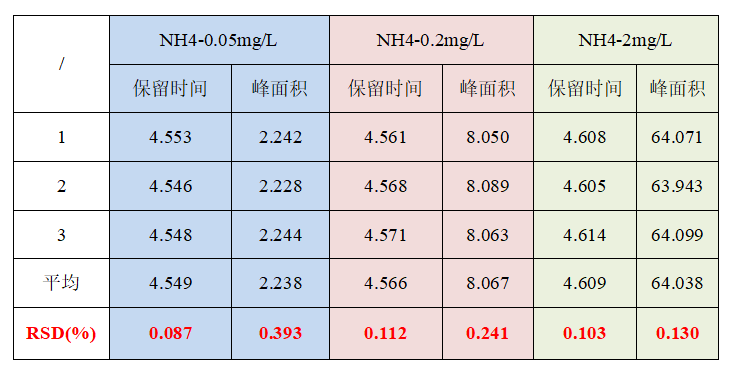 / NH4-0.05mg/L NH4-0.2mg/L NH4-2mg/L
保留时间 峰面积 保留时间 峰面积 保留时间 峰面积
1 4.553 2.242 4.561 8.050 4.608 64.071
2 4.546 2.228 4.568 8.089 4.605 63.943
3 4.548 2.244 4.571 8.063 4.614 64.099
平均 4.549 2.238 4.566 8.067 4.609 64.038
RSD(%) 0.087 0.393 0.112 0.241 0.103 0.130